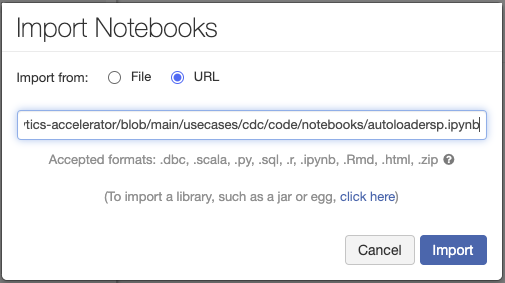 Import Notebooks
Import from: File URL
tics-accelerator/blob/main/usecases/cdc/code/notebooks/autoloadersp.ipynb
Accepted formats: .dbc, .scala, .py, .sql, .r, .ipynb, .Rmd, .html, .zip ?
(To import a library, such as a jar or egg, click here)
Cancel Import